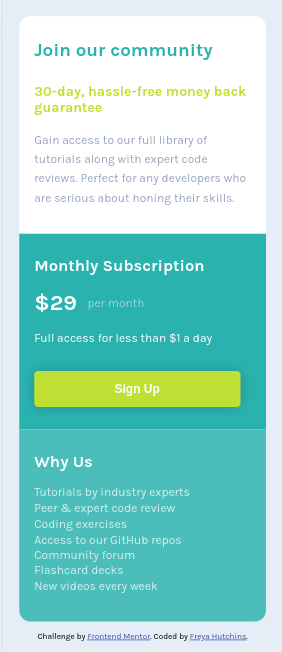 Join our community
30-day, hassle-free money back
guarantee
Gain access to our full library of
tutorials along with expert code
reviews. Perfect for any developers who
are serious about honing their skills.
Monthly Subscription
$29 per month
Full access for less than $1 a day
Sign Up
Why Us
Tutorials by industry experts
Peer & expert code review
Coding exercises
Access to our GitHub repos
Community forum
Flashcard decks
New videos every week
Challenge by Frontend Mentor. Coded by Freya Hutchins.